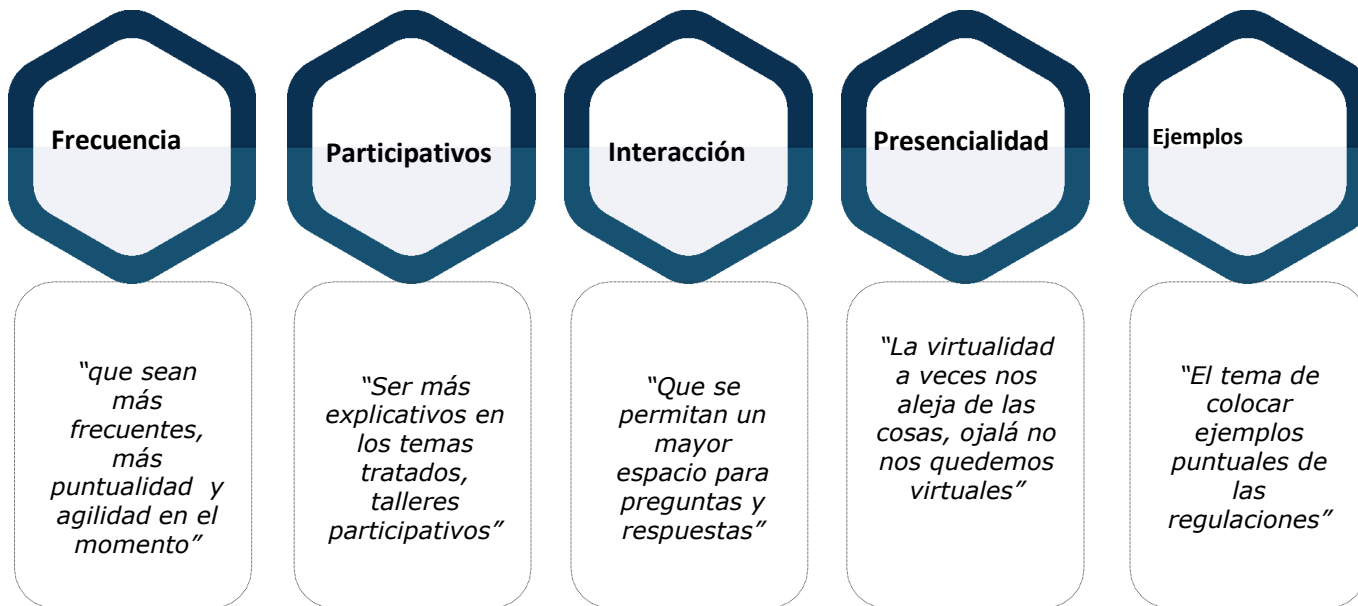 Frecuencia
Participativos
Interacción
Presencialidad
Ejemplos
“que sean
más
frecuentes,
más
puntualidad  y
agilidad en el
momento”
“Ser más
explicativos en
los temas
tratados,
talleres
participativos”
“Que se
permitan un
mayor
espacio para
preguntas y
respuestas”
“La virtualidad
a veces nos
aleja de las
cosas, ojalá no
nos quedemos
virtuales”
“El tema de
colocar
ejemplos
puntuales de
las
regulaciones”